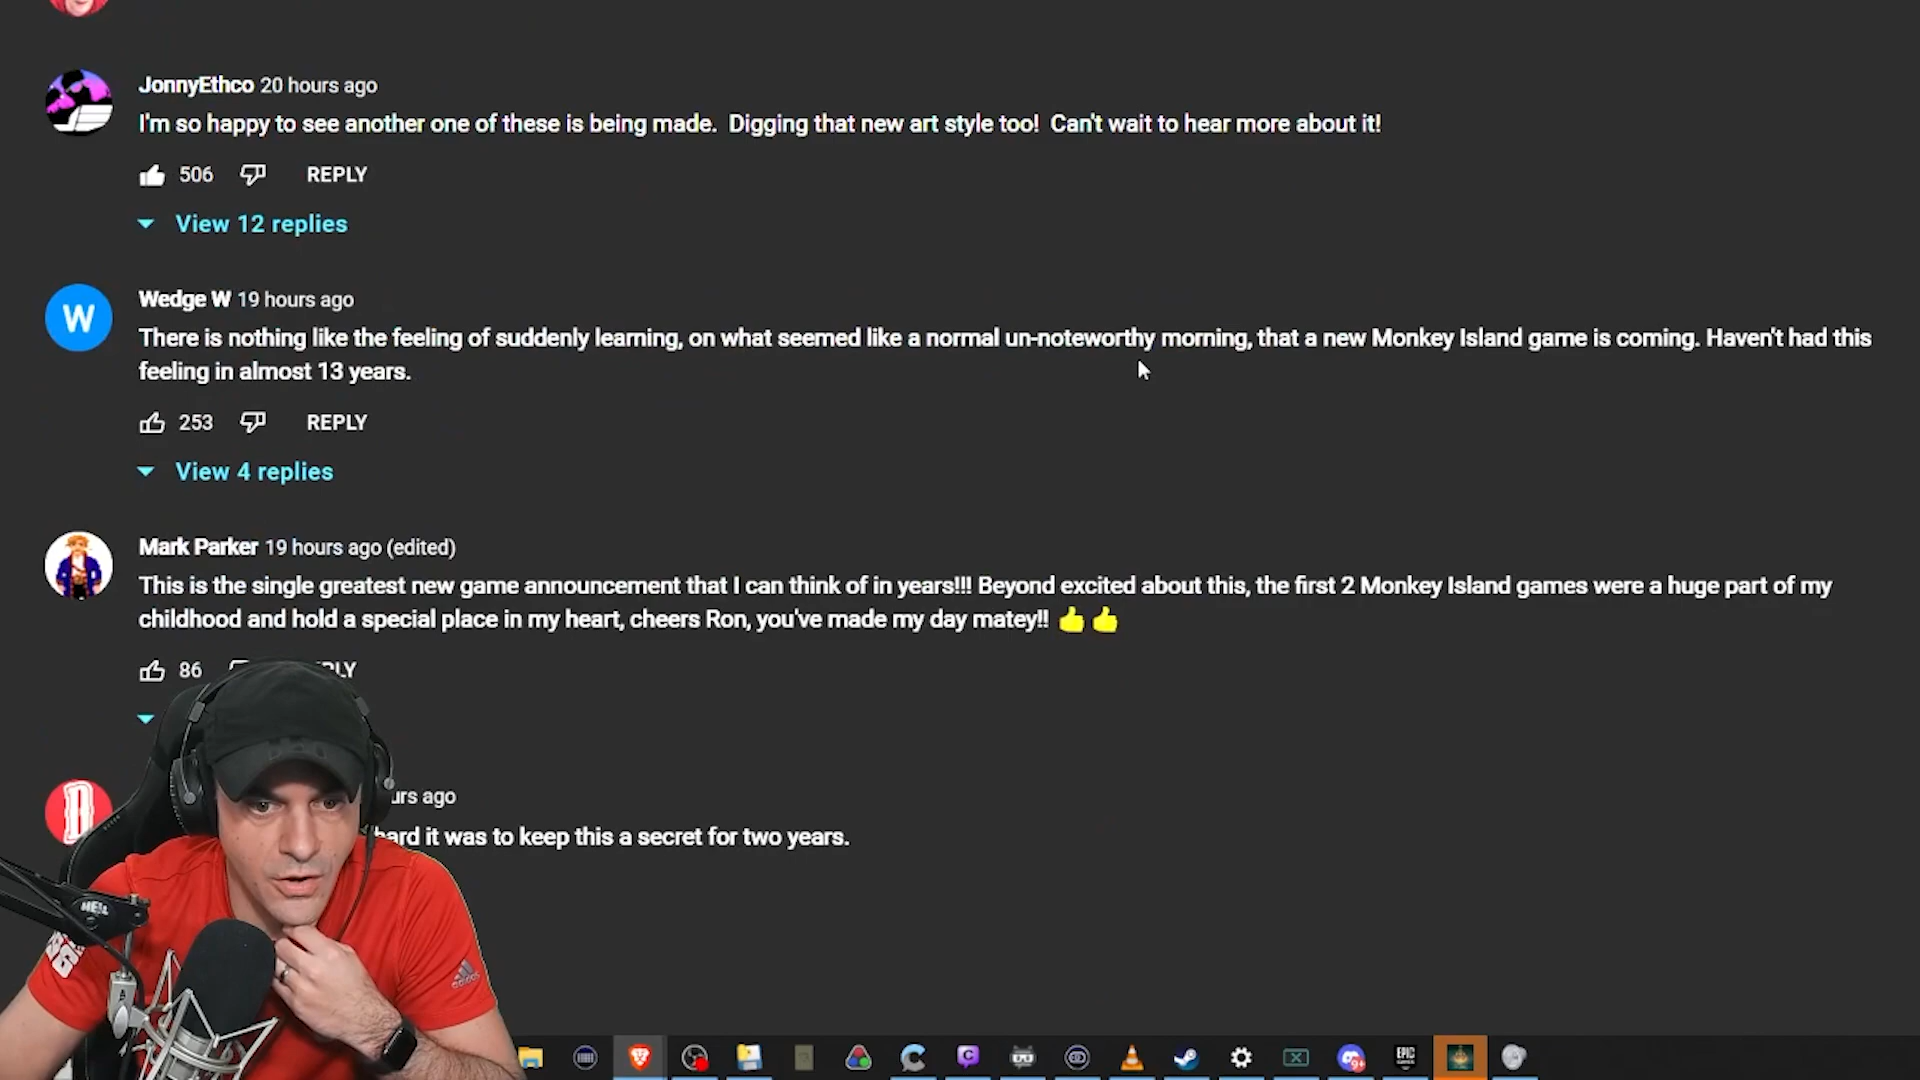 JonnyEthco 20 hours ago
I'm so happy to see another one of these is being made.  Digging that new art style too!  Can't wait to hear more about it!
506 REPLY
View 12 replies
W
Wedge W 19 hours ago
There is nothing like the feeling of suddenly learning, on what seemed like a normal un-noteworthy morning, that a new Monkey Island game is coming. Haven't had this
feeling in almost 13 years.
253 REPLY
View 4 replies
Mark Parker 19 hours ago (edited)
This is the single greatest new game announcement that I can think of in years!!! Beyond excited about this, the first 2 Monkey Island games were a huge part of my
childhood and hold a special place in my heart, cheers Ron, you've made my day matey!! 👍 👍
86 PLY
D
urs ago
hard it was to keep this a secret for two years.
HEIL
adidas
9+
EPIC
GAMES